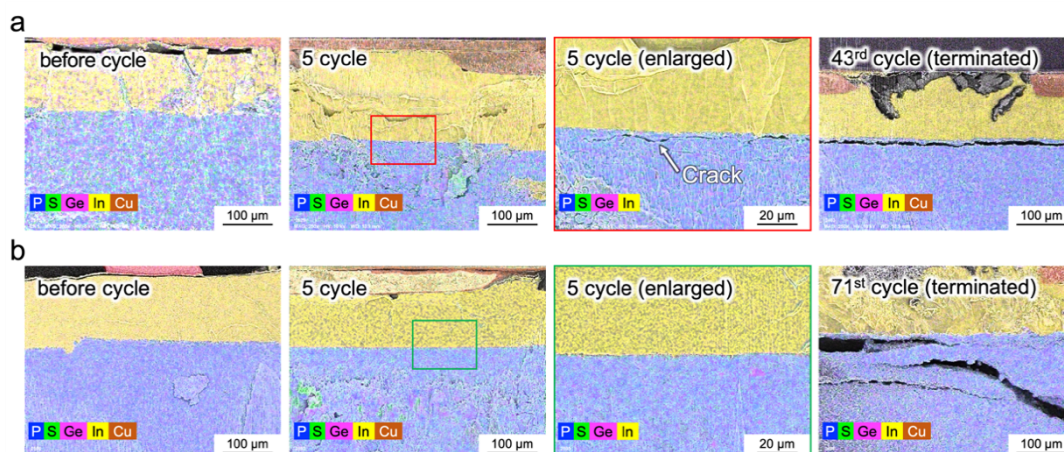 a
before cycle
P S Ge In Cu
100 μm
5 cycle
P S Ge In Cu
100 μm
5 cycle (enlarged)
Crack
P S Ge In
20 μm
43rd cycle (terminated)
P S Ge In Cu
100 μm
b
before cycle
P S Ge In Cu
100 μm
5 cycle
P S Ge In Cu
100 μm
5 cycle (enlarged)
P S Ge In
20 μm
71st cycle (terminated)
P S Ge In Cu
100 μm